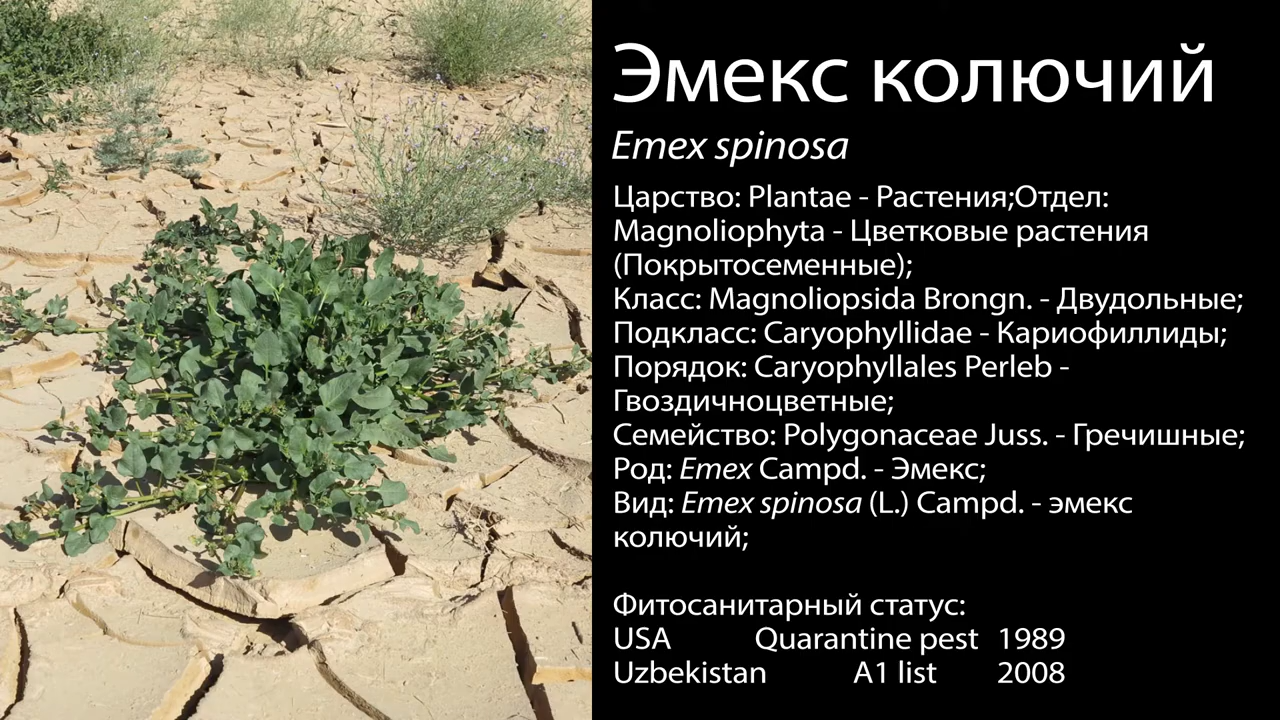 Эмекс колючий
Emex spinosa
Царство: Plantae - Растения;Отдел:
Magnoliophyta - Цветковые растения
(Покрытосеменные);
Класс: Magnoliopsida Brongn. - Двудольные;
Подкласс: Caryophyllidae - Кариофиллиды;
Порядок: Caryophyllales Perleb -
Гвоздичноцветные;
Семейство: Polygonaceae Juss. - Гречишные;
Род: Emex Campd. - Эмекс;
Вид: Emex spinosa (L.) Campd. - эмекс
колючий;
Фитосанитарный статус:
USA Quarantine pest 1989
Uzbekistan A1 list 2008